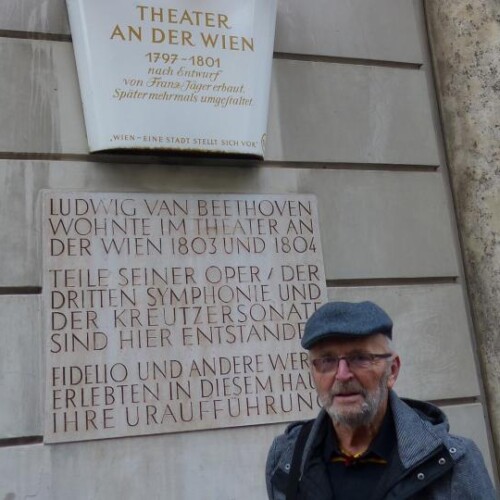 THEATER
AN DER WIEN
1797-1801
nach Entwurf
von Franz Jäger erbaut.
Später mehrmals umgestaltet.
„WIEN - EINE STADT STELLT SICH VOR"
LUDWIG VAN BEETHOVEN
WOHNTE IM THEATER AN
DER WIEN 1803 UND 1804
TEILE SEINER OPER / DER
DRITTEN SYMPHONIE UND
DER KREUTZERSONATE
SIND HIER ENTSTANDE
FIDELIO UND ANDERE WER
ERLEBTEN IN DIESEM HAU
IHRE URAUFFÜHRUNG